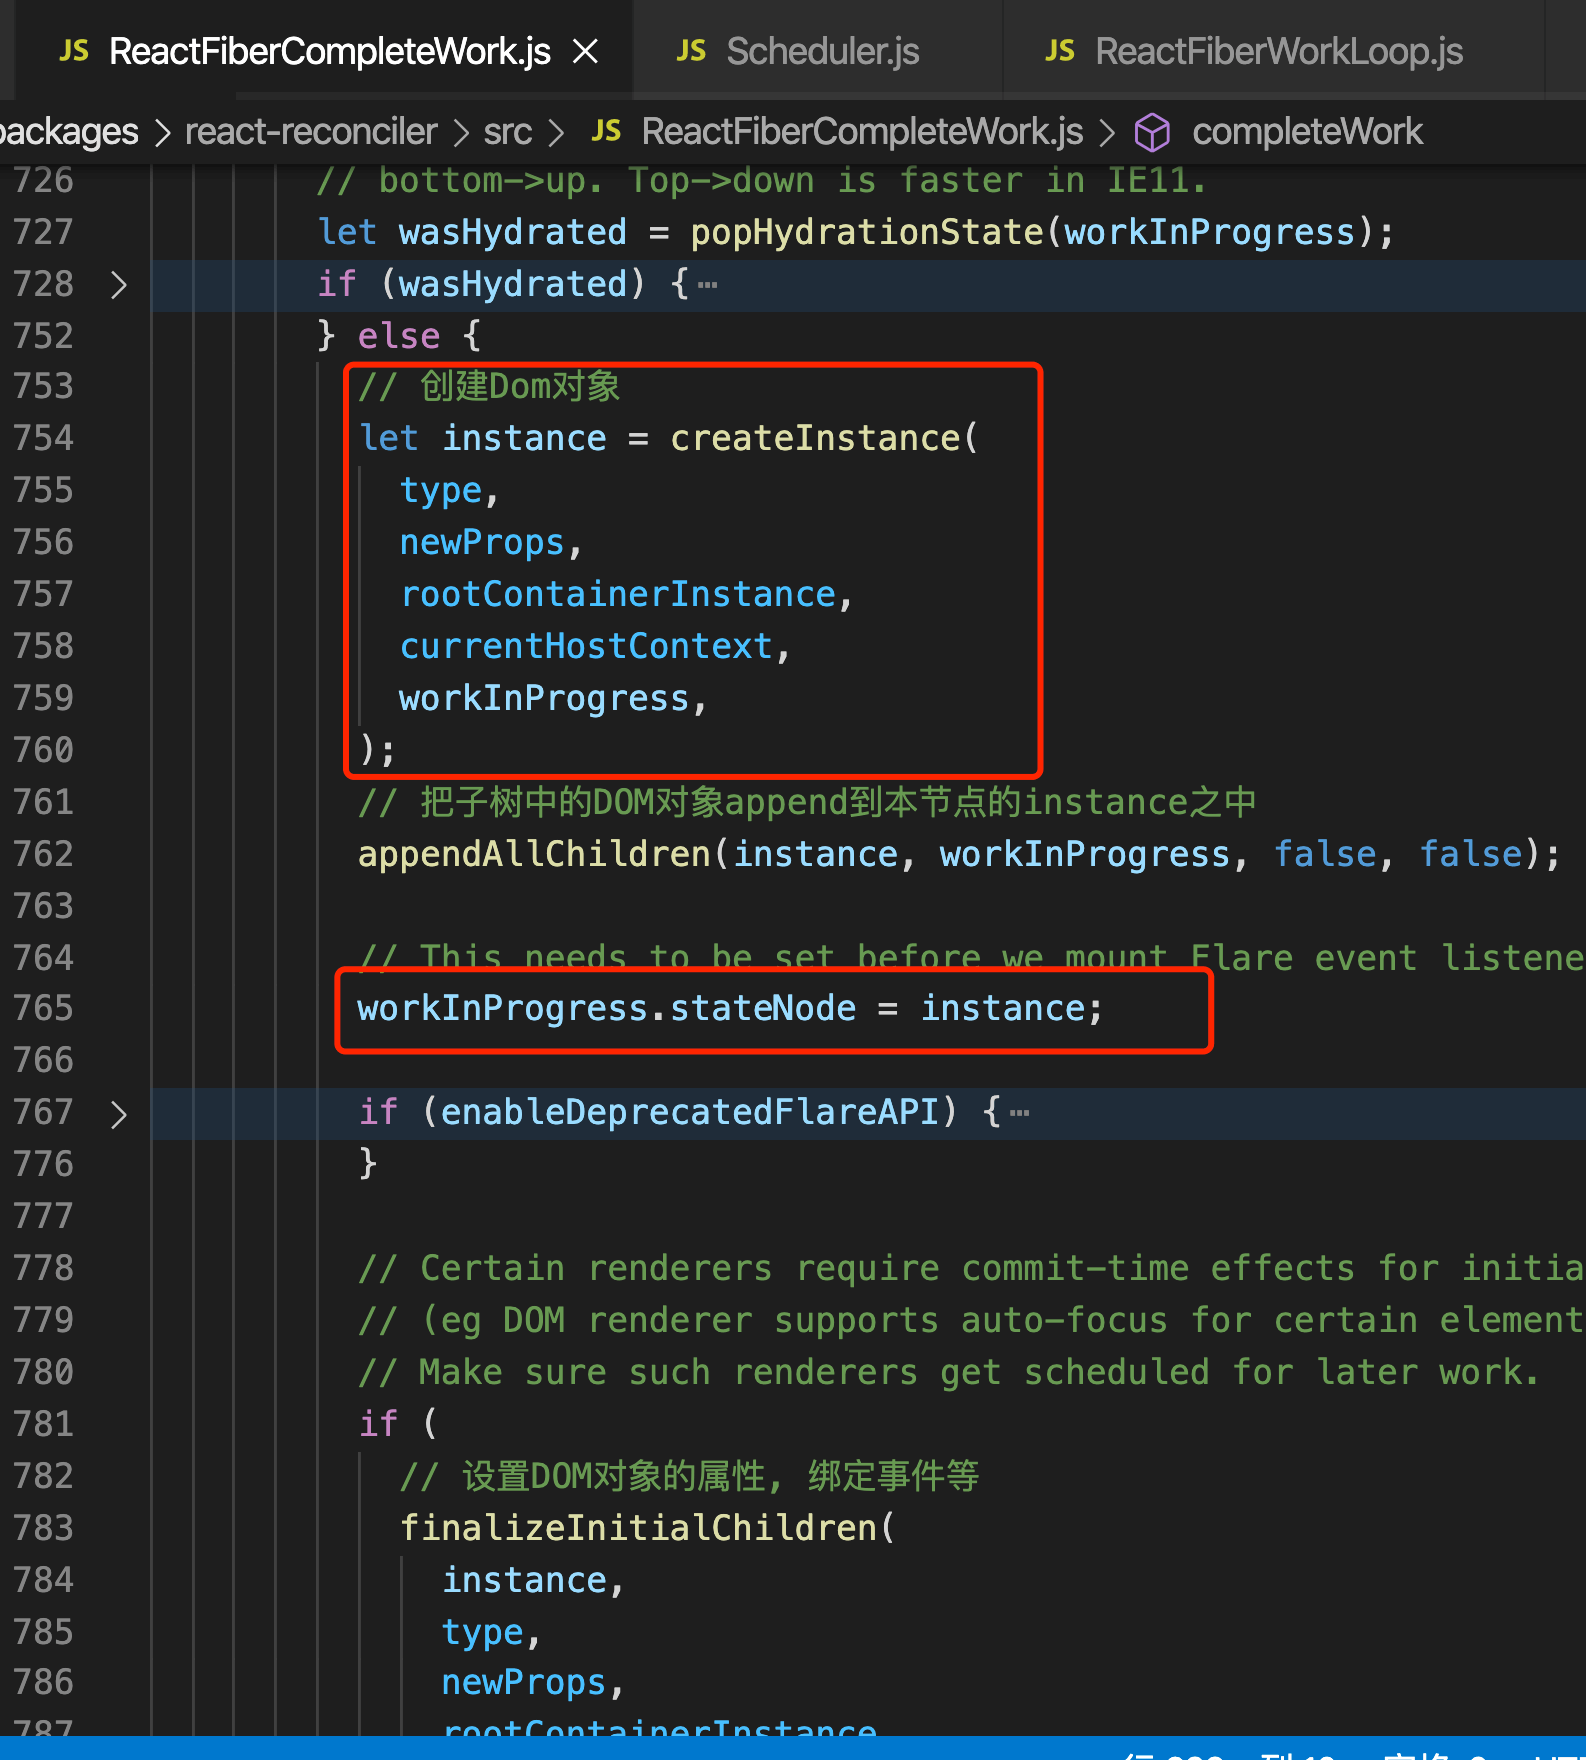 JS ReactFiberCompleteWork.js × JS Scheduler.js JS ReactFiberWorkLoop.js
packages > react-reconciler > src > JS ReactFiberCompleteWork.js > completeWork
726 // bottom->up. Top->down is faster in IE11.
727 let wasHydrated = popHydrationState(workInProgress);
728 if (wasHydrated) {…
752 } else {
753 // 创建Dom对象
754 let instance = createInstance(
755 type,
756 newProps,
757 rootContainerInstance,
758 currentHostContext,
759 workInProgress,
760 );
761 // 把子树中的DOM对象append到本节点的instance之中
762 appendAllChildren(instance, workInProgress, false, false);
763
764 // This needs to be set before we mount Flare event listene
765 workInProgress.stateNode = instance;
766
767 if (enableDeprecatedFlareAPI) {…
776 }
777
778 // Certain renderers require commit-time effects for initia
779 // (eg DOM renderer supports auto-focus for certain element
780 // Make sure such renderers get scheduled for later work.
781 if (
782 // 设置DOM对象的属性, 绑定事件等
783 finalizeInitialChildren(
784 instance,
785 type,
786 newProps,
787 rootContainerInstance